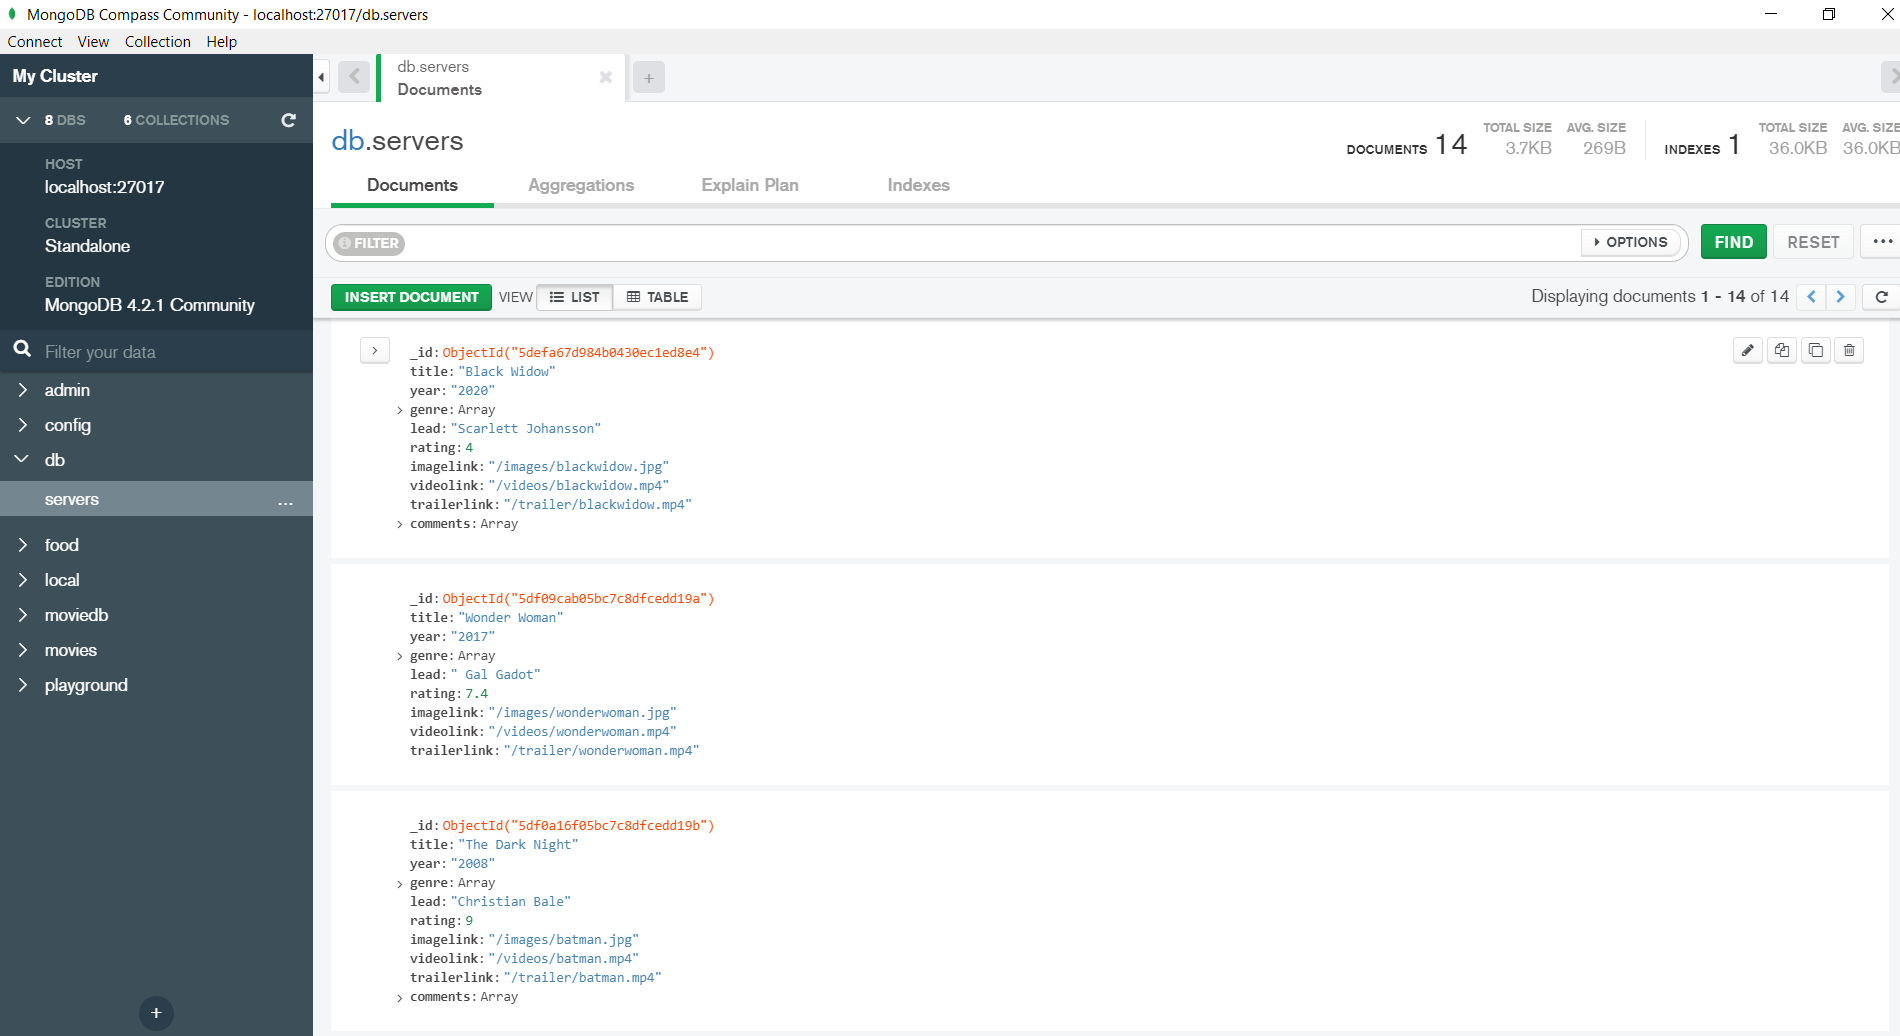 MongoDB Compass Community - localhost:27017/db.servers
Connect View Collection Help
My Cluster
8 DBS 6 COLLECTIONS
HOST
localhost:27017
CLUSTER
Standalone
EDITION
MongoDB 4.2.1 Community
Filter your data
admin
config
db
servers ...
food
local
moviedb
movies
playground
+
db.servers
Documents
+
db.servers
DOCUMENTS 14 TOTAL SIZE 3.7KB AVG. SIZE 269B INDEXES 1 TOTAL SIZE 36.0KB AVG. SIZE 36.0KB
Documents Aggregations Explain Plan Indexes
FILTER OPTIONS FIND RESET ...
INSERT DOCUMENT VIEW LIST TABLE Displaying documents 1 - 14 of 14
_id: ObjectId("5defa67d984b0430ec1ed8e4")
title: "Black Widow"
year: "2020"
genre: Array
lead: "Scarlett Johansson"
rating: 4
imagelink: "/images/blackwidow.jpg"
videolink: "/videos/blackwidow.mp4"
trailerlink: "/trailer/blackwidow.mp4"
comments: Array
_id: ObjectId("5df09cab05bc7c8dfcedd19a")
title: "Wonder Woman"
year: "2017"
genre: Array
lead: " Gal Gadot"
rating: 7.4
imagelink: "/images/wonderwoman.jpg"
videolink: "/videos/wonderwoman.mp4"
trailerlink: "/trailer/wonderwoman.mp4"
_id: ObjectId("5df0a16f05bc7c8dfcedd19b")
title: "The Dark Night"
year: "2008"
genre: Array
lead: "Christian Bale"
rating: 9
imagelink: "/images/batman.jpg"
videolink: "/videos/batman.mp4"
trailerlink: "/trailer/batman.mp4"
comments: Array